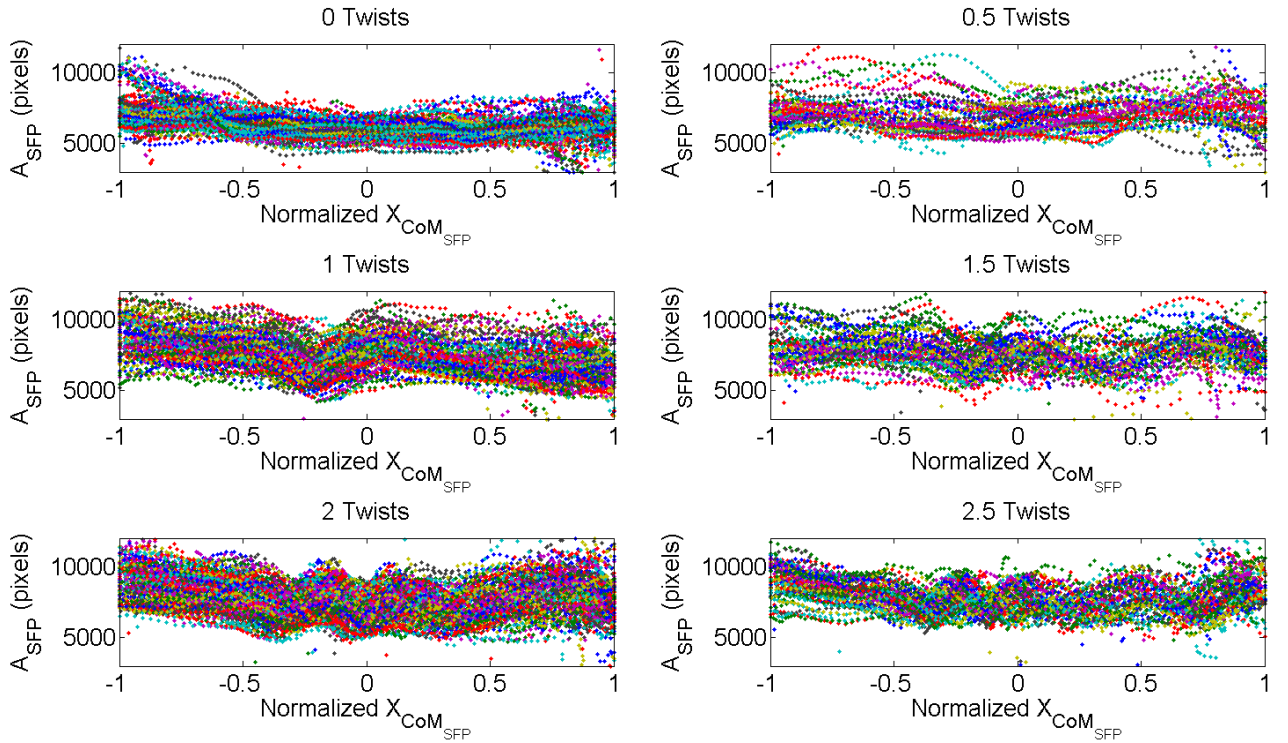 0 Twists
A_SFP (pixels)
10000
5000
-1 -0.5 0 0.5 1
Normalized X_CoM_SFP
0.5 Twists
A_SFP (pixels)
10000
5000
-1 -0.5 0 0.5 1
Normalized X_CoM_SFP
1 Twists
A_SFP (pixels)
10000
5000
-1 -0.5 0 0.5 1
Normalized X_CoM_SFP
1.5 Twists
A_SFP (pixels)
10000
5000
-1 -0.5 0 0.5 1
Normalized X_CoM_SFP
2 Twists
A_SFP (pixels)
10000
5000
-1 -0.5 0 0.5 1
Normalized X_CoM_SFP
2.5 Twists
A_SFP (pixels)
10000
5000
-1 -0.5 0 0.5 1
Normalized X_CoM_SFP